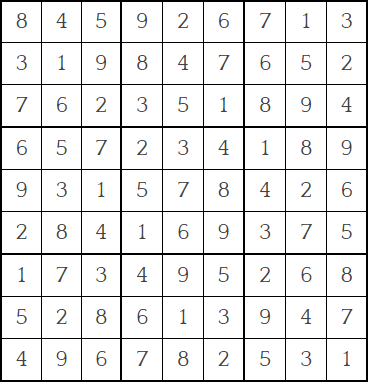 8 4 5 9 2 6 7 1 3
3 1 9 8 4 7 6 5 2
7 6 2 3 5 1 8 9 4
6 5 7 2 3 4 1 8 9
9 3 1 5 7 8 4 2 6
2 8 4 1 6 9 3 7 5
1 7 3 4 9 5 2 6 8
5 2 8 6 1 3 9 4 7
4 9 6 7 8 2 5 3 1